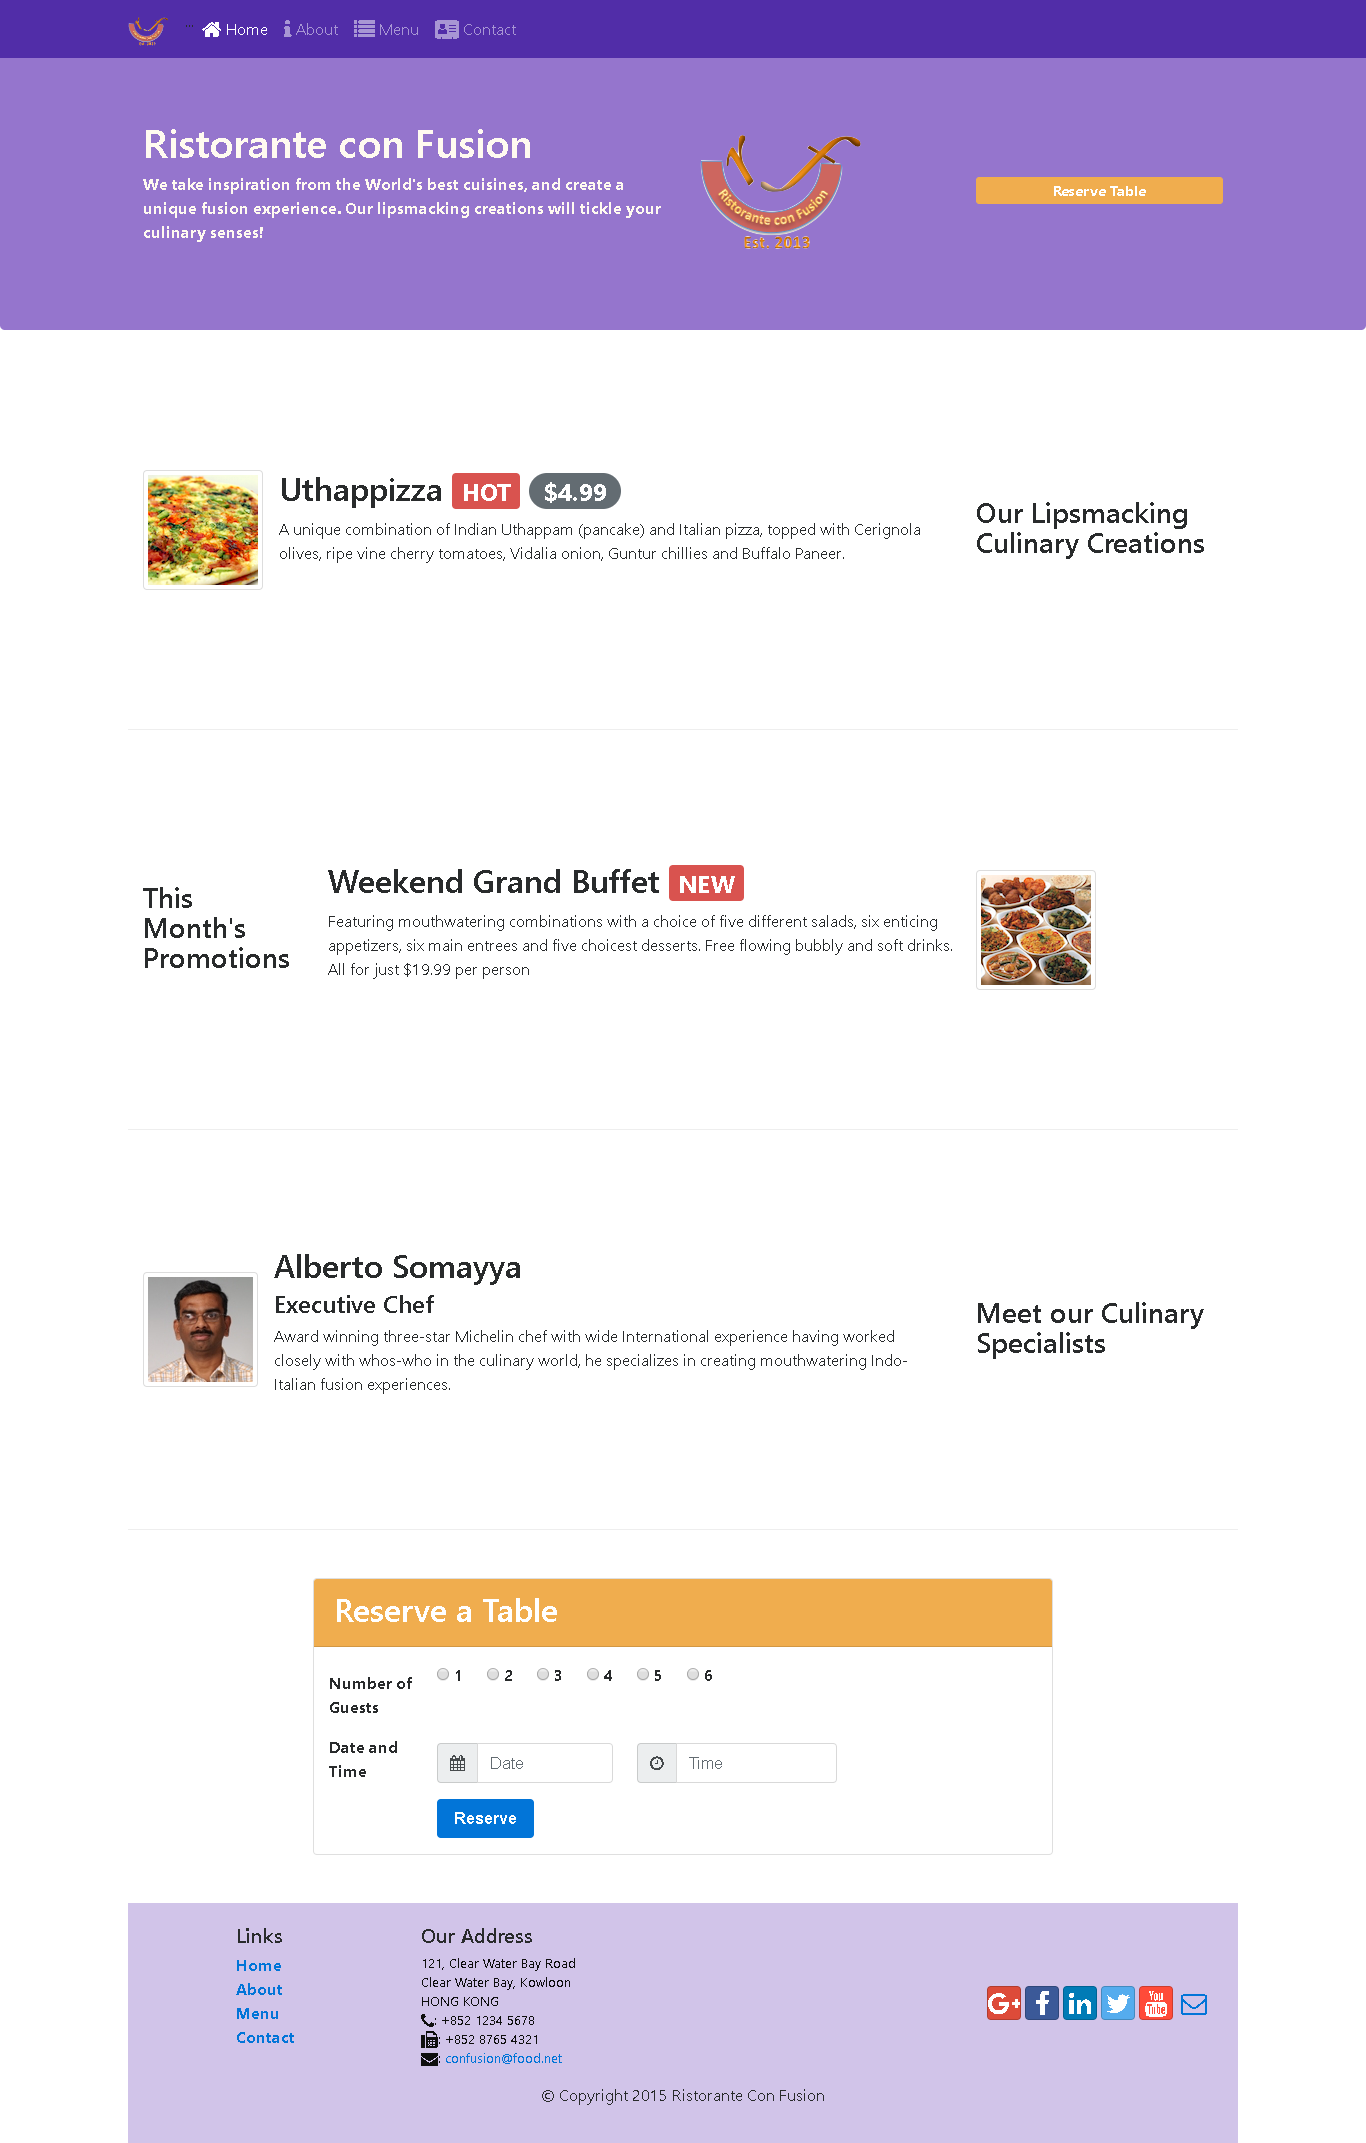 ... Home About Menu Contact
Ristorante con Fusion
We take inspiration from the World's best cuisines, and create a
unique fusion experience. Our lipsmacking creations will tickle your
culinary senses!
Ristorante con Fusion
Est. 2013
Reserve Table
Uthappizza HOT $4.99
A unique combination of Indian Uthappam (pancake) and Italian pizza, topped with Cerignola
olives, ripe vine cherry tomatoes, Vidalia onion, Guntur chillies and Buffalo Paneer.
Our Lipsmacking
Culinary Creations
This
Month's
Promotions
Weekend Grand Buffet NEW
Featuring mouthwatering combinations with a choice of five different salads, six enticing
appetizers, six main entrees and five choicest desserts. Free flowing bubbly and soft drinks.
All for just $19.99 per person
Alberto Somayya
Executive Chef
Award winning three-star Michelin chef with wide International experience having worked
closely with whos-who in the culinary world, he specializes in creating mouthwatering Indo-
Italian fusion experiences.
Meet our Culinary
Specialists
Reserve a Table
Number of
Guests
1 2 3 4 5 6
Date and
Time
Date
Time
Reserve
Links
Home
About
Menu
Contact
Our Address
121, Clear Water Bay Road
Clear Water Bay, Kowloon
HONG KONG
: +852 1234 5678
: +852 8765 4321
: confusion@food.net
G+ f in You Tube
© Copyright 2015 Ristorante Con Fusion